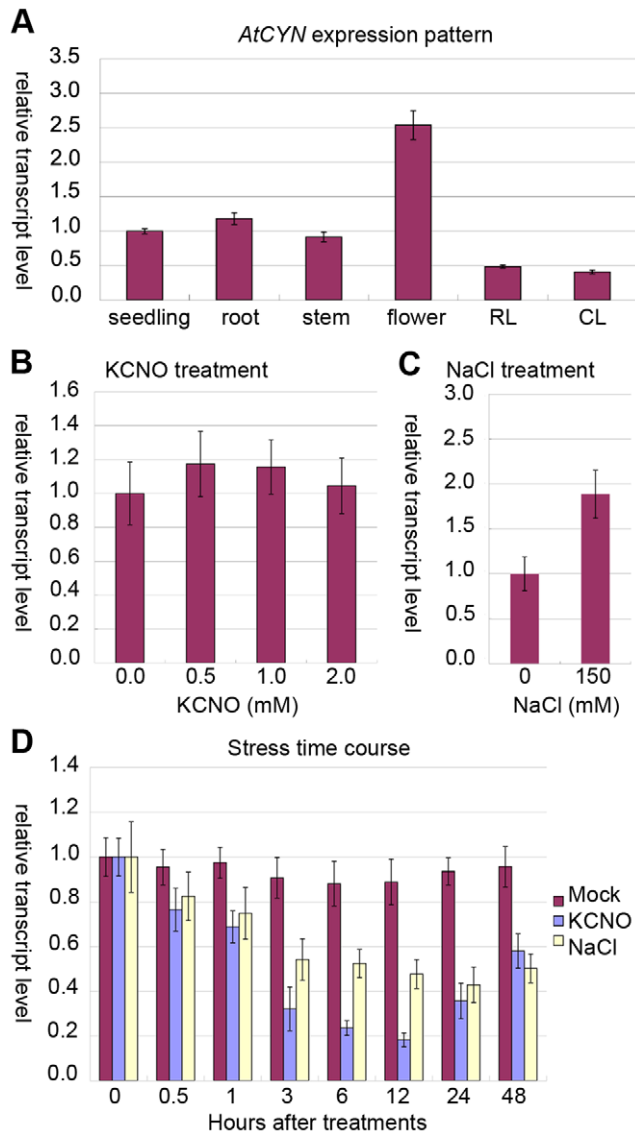 A
AtCYN expression pattern
relative transcript level
3.5
3.0
2.5
2.0
1.5
1.0
0.5
0.0
seedling root stem flower RL CL
B
KCNO treatment
relative transcript level
1.6
1.4
1.2
1.0
0.8
0.6
0.4
0.2
0.0
0.0 0.5 1.0 2.0
KCNO (mM)
C
NaCl treatment
relative transcript level
3.0
2.5
2.0
1.5
1.0
0.5
0.0
0 150
NaCl (mM)
D
Stress time course
relative transcript level
1.4
1.2
1.0
0.8
0.6
0.4
0.2
0.0
0 0.5 1 3 6 12 24 48
Hours after treatments
Mock
KCNO
NaCl